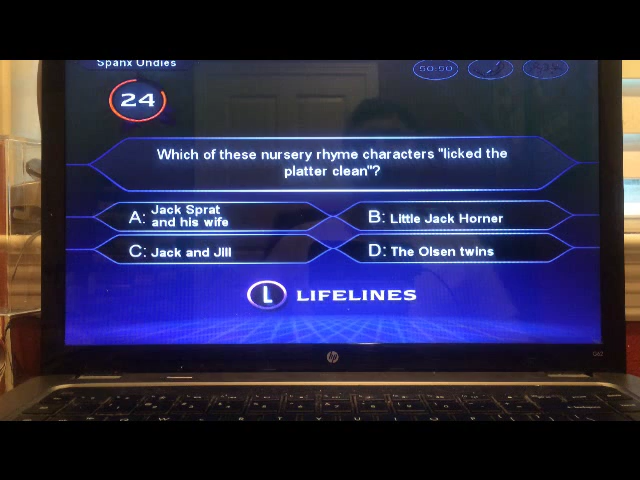 Spanx Undies
50:50
24
Which of these nursery rhyme characters "licked the
platter clean"?
A: Jack Sprat
and his wife
B: Little Jack Horner
C: Jack and Jill
D: The Olsen twins
L LIFELINES
hp
G62